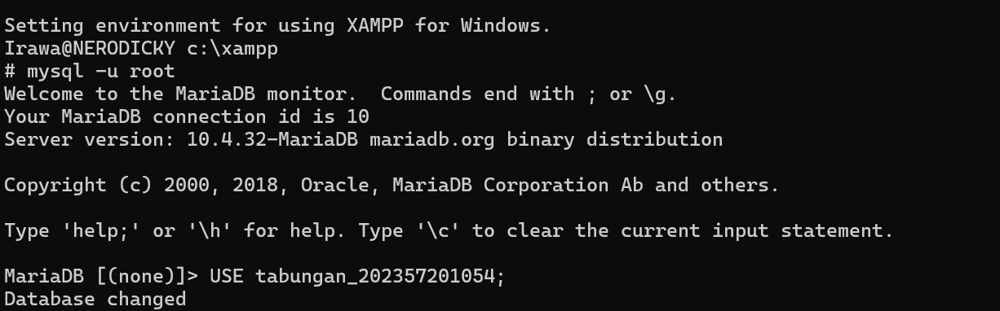 Setting environment for using XAMPP for Windows.
Irawa@NERODICKY c:\xampp
# mysql -u root
Welcome to the MariaDB monitor.  Commands end with ; or \g.
Your MariaDB connection id is 10
Server version: 10.4.32-MariaDB mariadb.org binary distribution
Copyright (c) 2000, 2018, Oracle, MariaDB Corporation Ab and others.
Type 'help;' or '\h' for help. Type '\c' to clear the current input statement.
MariaDB [(none)]> USE tabungan_202357201054;
Database changed